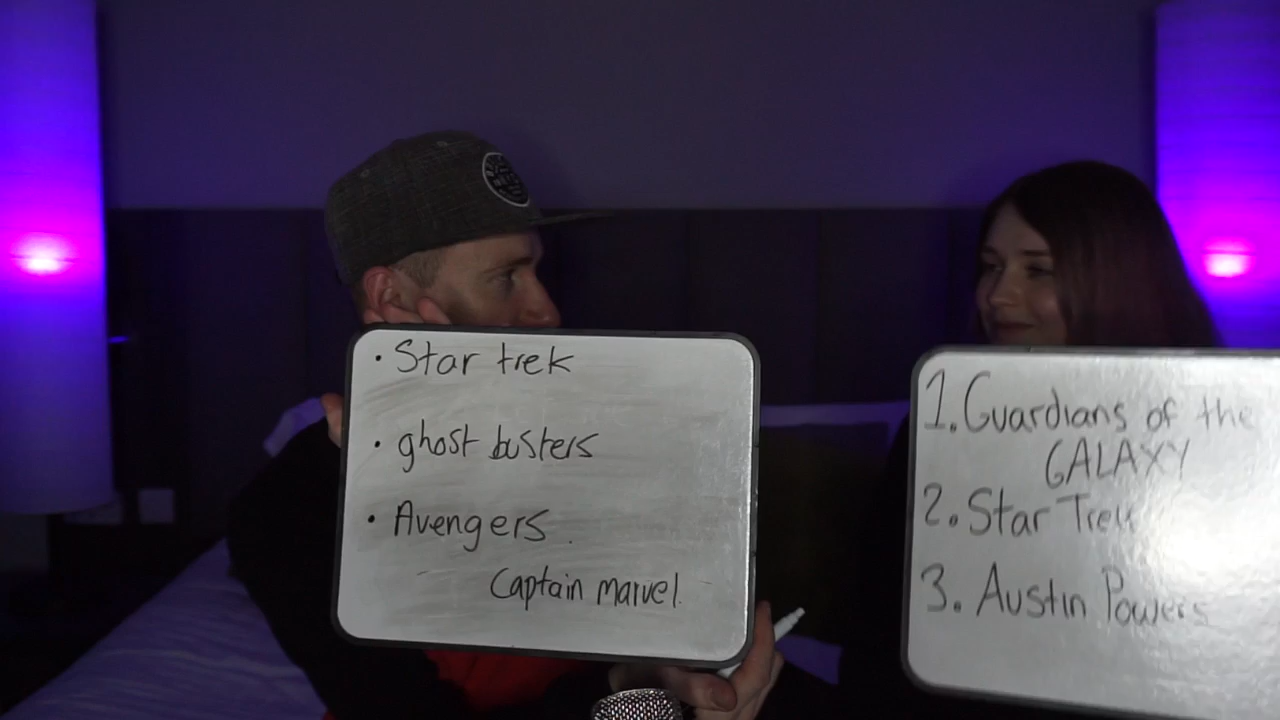 • Star trek
• ghost busters
• Avengers.
Captain marvel.
1. Guardians of the
GALAXY
2. Star Trek
3. Austin Powers